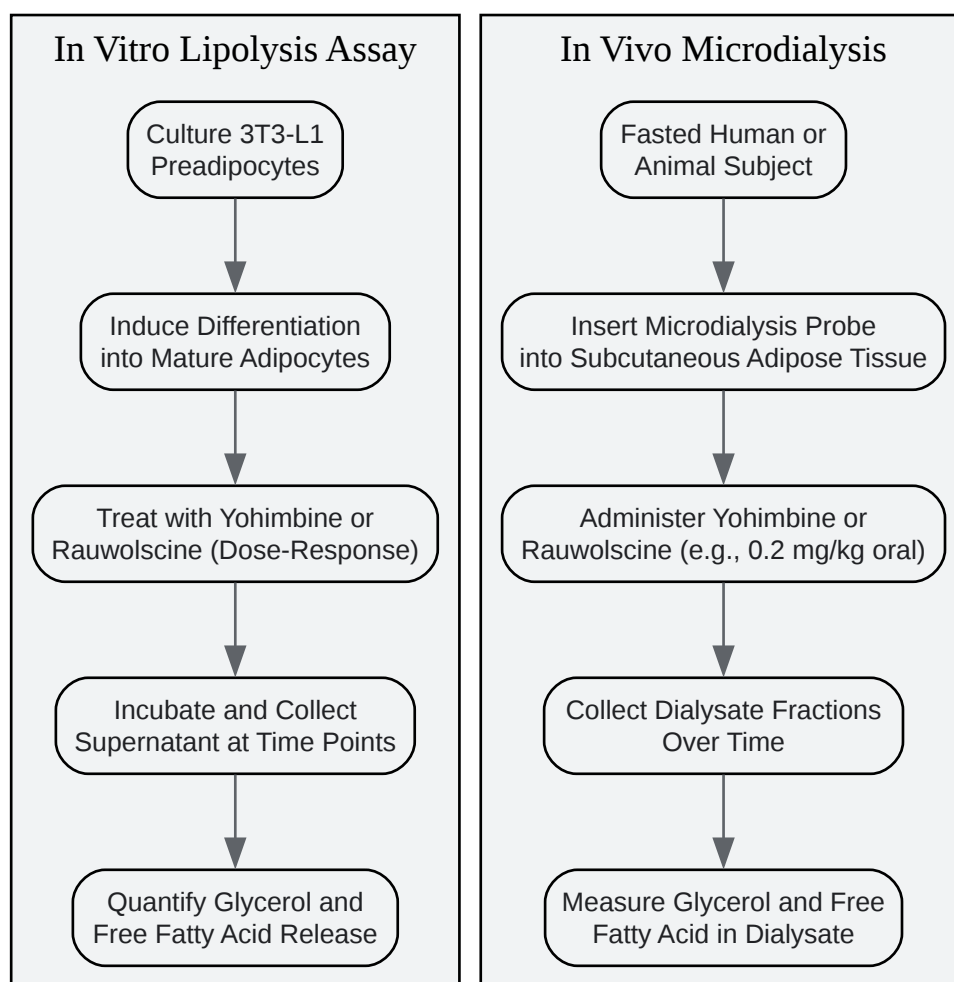 In Vitro Lipolysis Assay
Culture 3T3-L1
Preadipocytes
Induce Differentiation
into Mature Adipocytes
Treat with Yohimbine or
Rauwolscine (Dose-Response)
Incubate and Collect
Supernatant at Time Points
Quantify Glycerol and
Free Fatty Acid Release
In Vivo Microdialysis
Fasted Human or
Animal Subject
Insert Microdialysis Probe
into Subcutaneous Adipose Tissue
Administer Yohimbine or
Rauwolscine (e.g., 0.2 mg/kg oral)
Collect Dialysate Fractions
Over Time
Measure Glycerol and Free
Fatty Acid in Dialysate